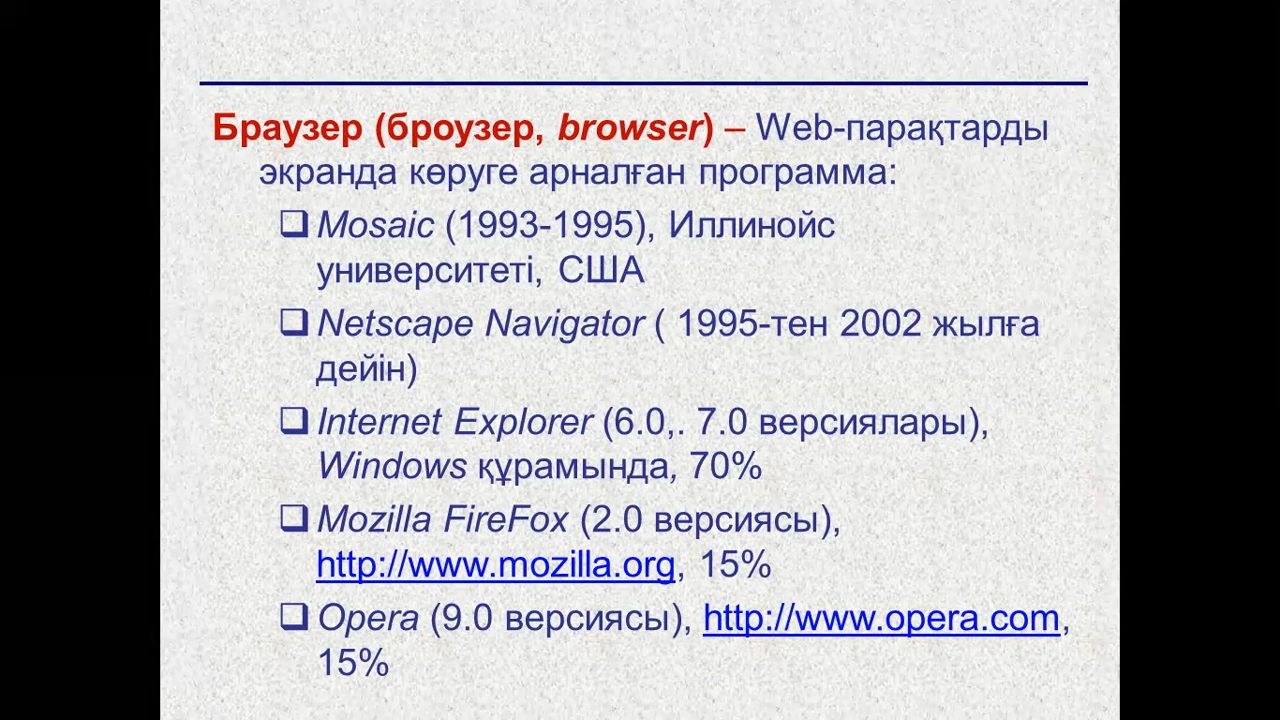 Браузер (броузер, browser) – Web-парақтарды
экранда көруге арналған программа:
Mosaic (1993-1995), Иллинойс
университеті, США
Netscape Navigator ( 1995-тен 2002 жылға
дейін)
Internet Explorer (6.0,. 7.0 версиялары),
Windows құрамында, 70%
Mozilla FireFox (2.0 версиясы),
http://www.mozilla.org, 15%
Opera (9.0 версиясы), http://www.opera.com,
15%